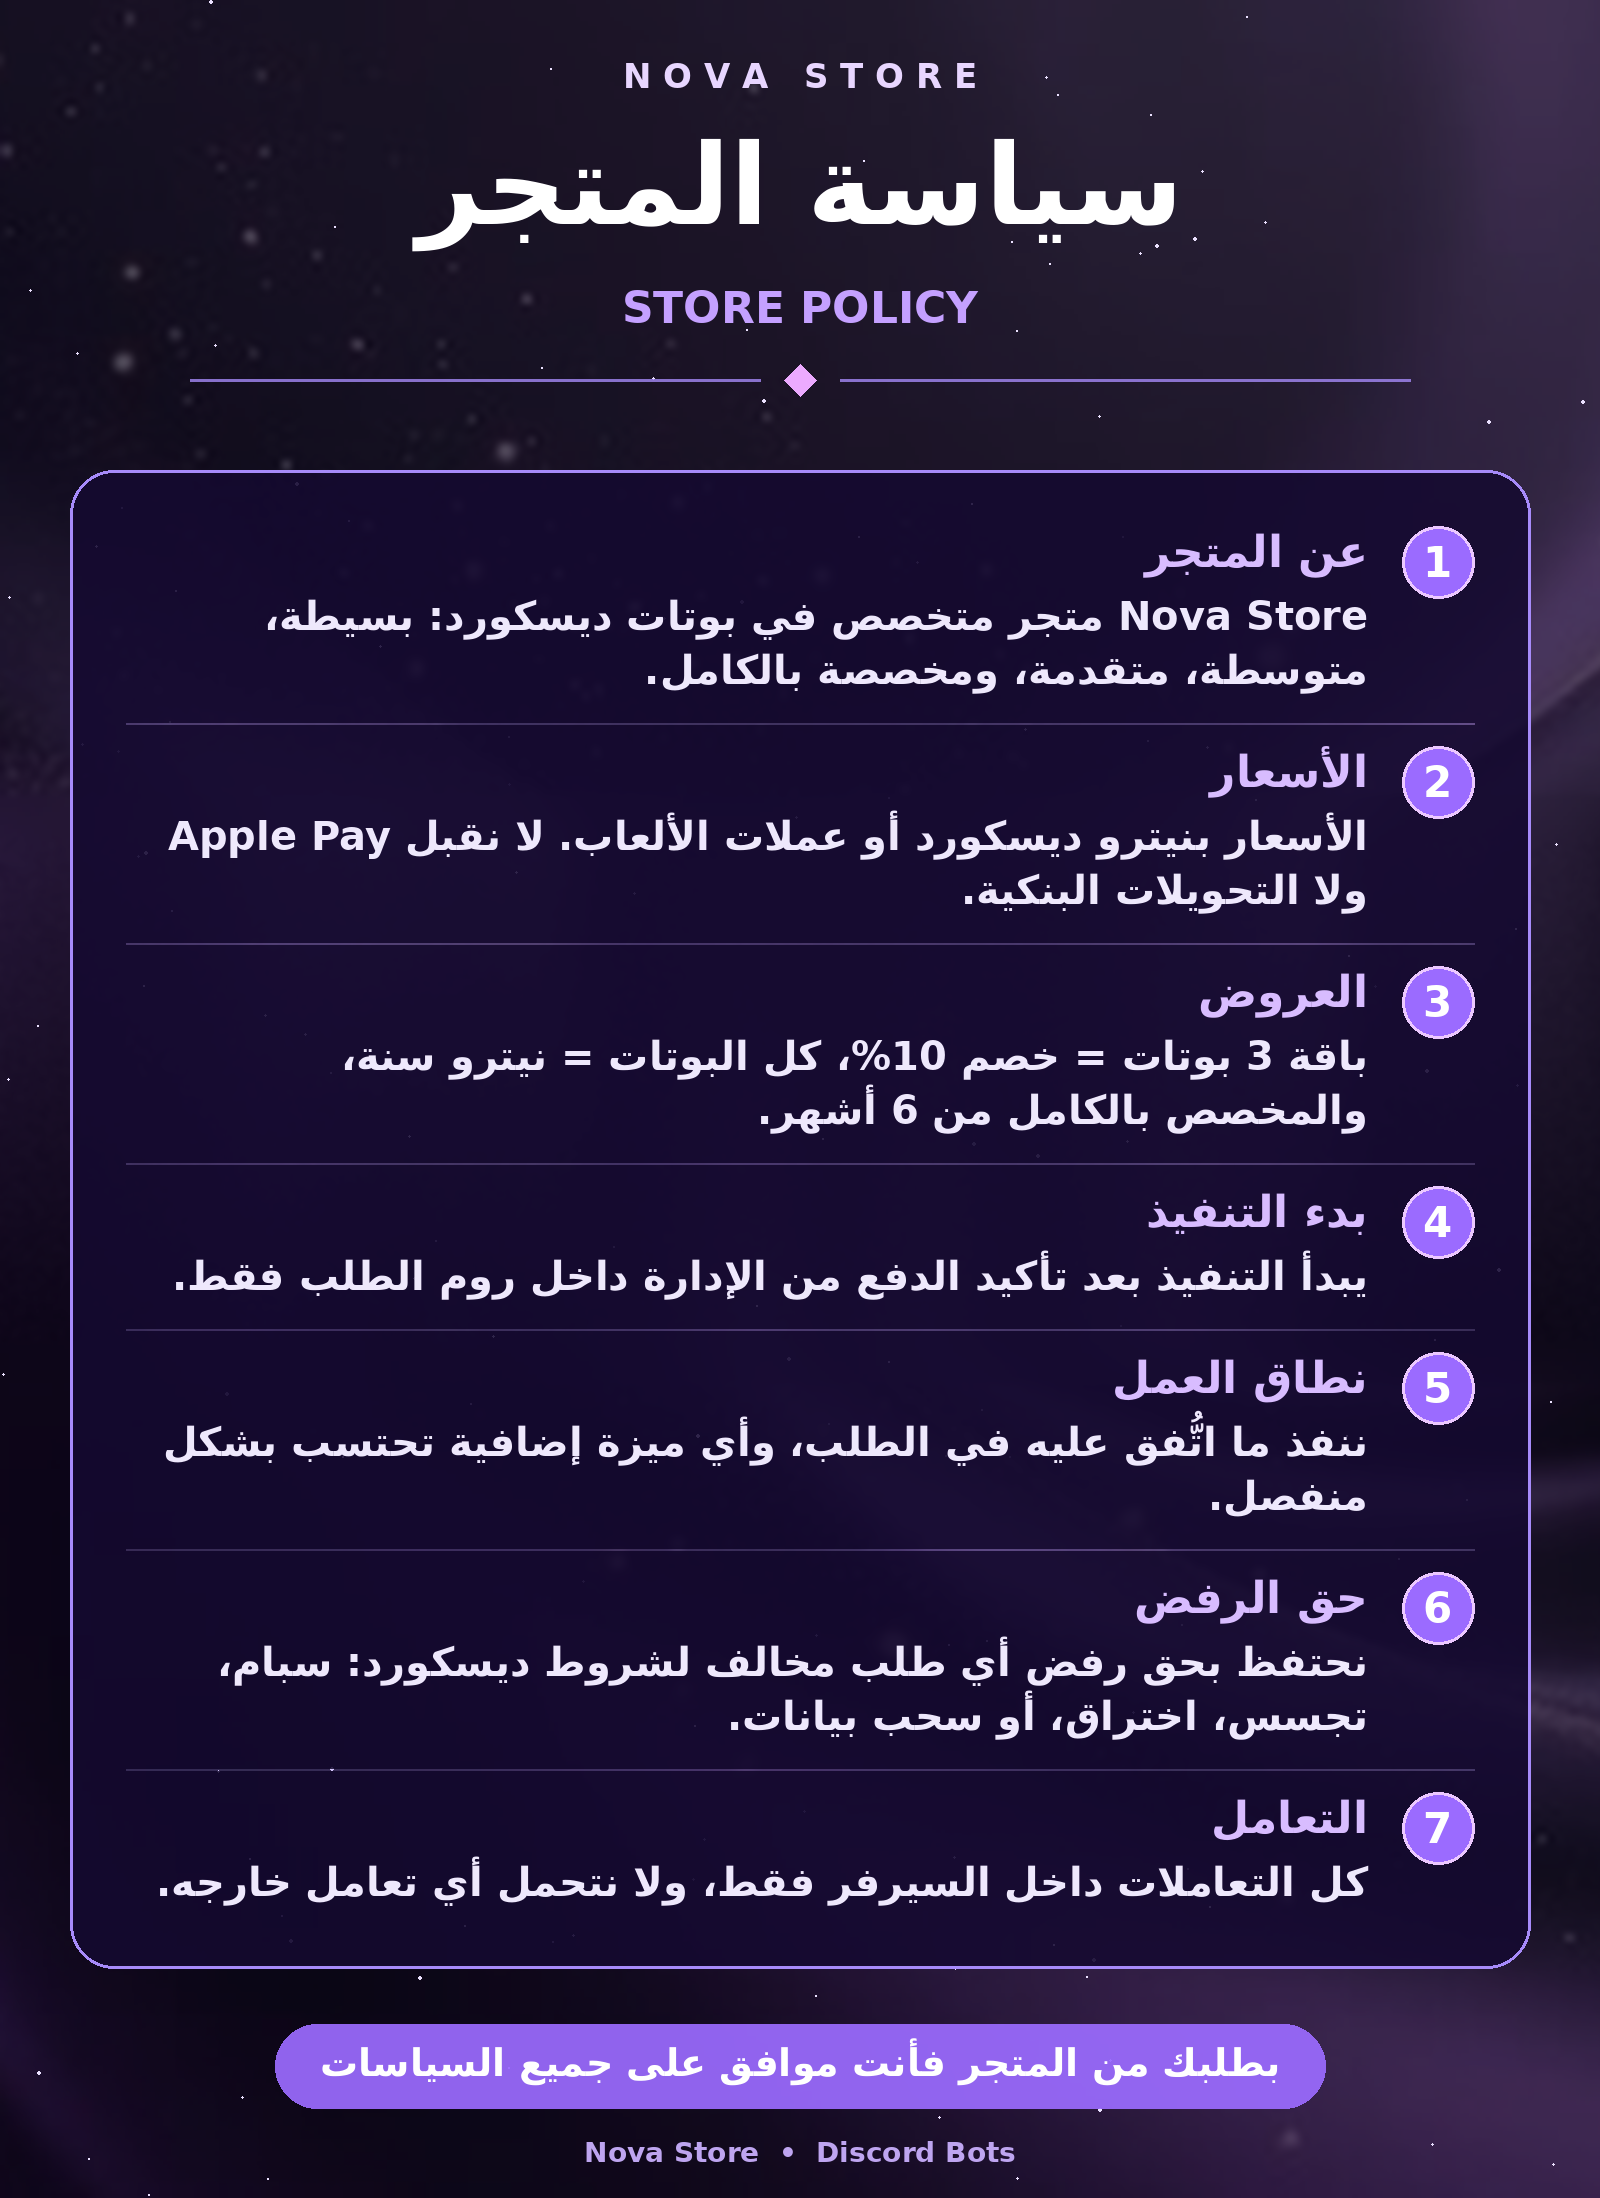 NOVA STORE
سياسة المتجر
STORE POLICY
1
عن المتجر
Nova Store متجر متخصص في بوتات ديسكورد: بسيطة،
متوسطة، متقدمة، ومخصصة بالكامل.
2
الأسعار
الأسعار بنيترو ديسكورد أو عملات الألعاب. لا نقبل Apple Pay
ولا التحويلات البنكية.
3
العروض
باقة 3 بوتات = خصم 10%، كل البوتات = نيترو سنة،
والمخصص بالكامل من 6 أشهر.
4
بدء التنفيذ
يبدأ التنفيذ بعد تأكيد الدفع من الإدارة داخل روم الطلب فقط.
5
نطاق العمل
ننفذ ما اتُّفق عليه في الطلب، وأي ميزة إضافية تحتسب بشكل
منفصل.
6
حق الرفض
نحتفظ بحق رفض أي طلب مخالف لشروط ديسكورد: سبام،
تجسس، اختراق، أو سحب بيانات.
7
التعامل
كل التعاملات داخل السيرفر فقط، ولا نتحمل أي تعامل خارجه.
بطلبك من المتجر فأنت موافق على جميع السياسات
Nova Store • Discord Bots